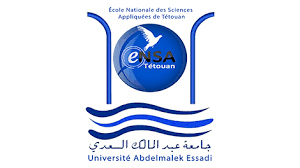 École Nationale des Sciences
Appliquées de Tétouan
eNSA
Tétouan
جامعة عبد المالك السعدي
Université Abdelmalek Essadi